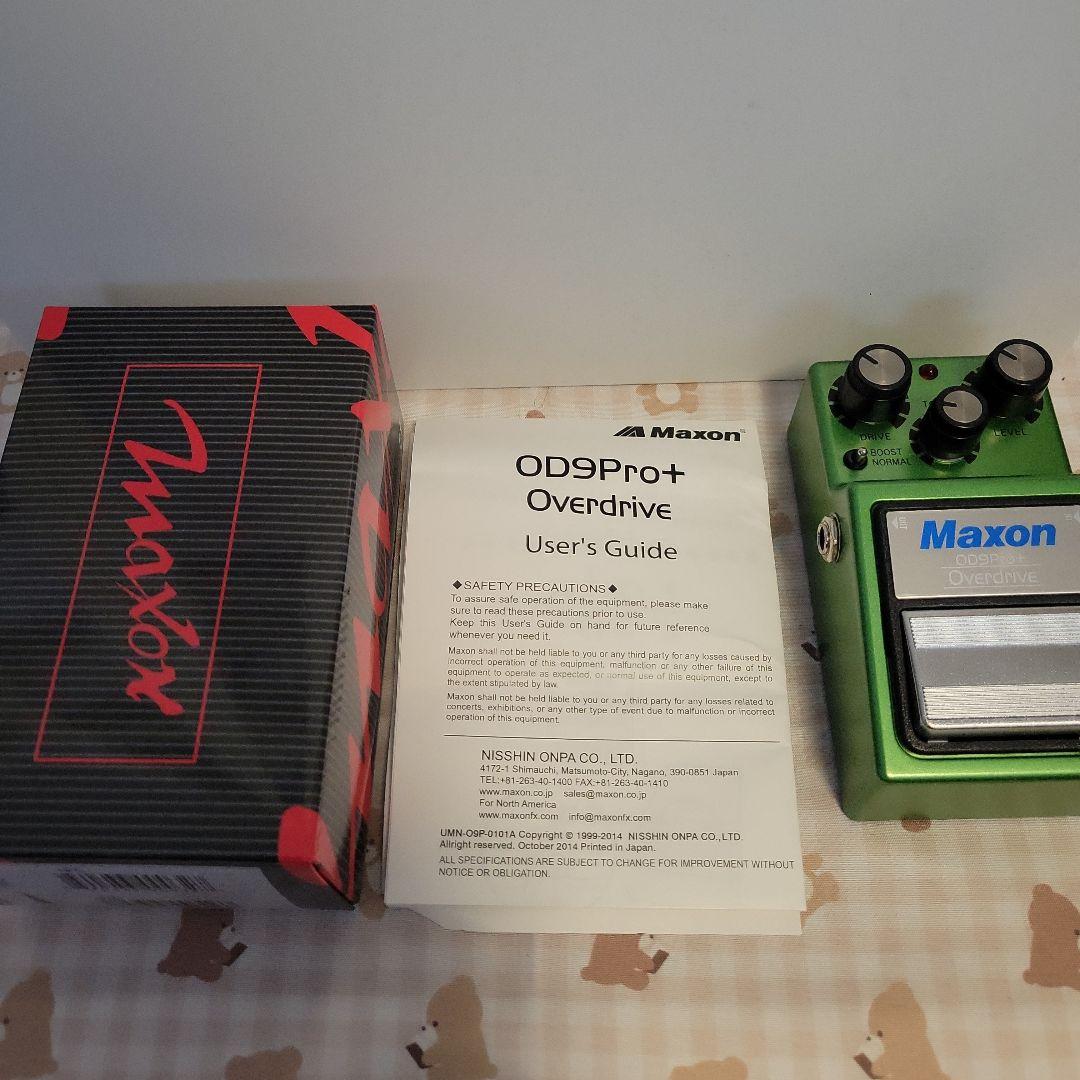 Maxon
Maxon
OD9Pro+
Overdrive
User's Guide
◆SAFETY PRECAUTIONS◆
To assure safe operation of the equipment, please make
sure to read these precautions prior to use.
Keep this User's Guide on hand for future reference
whenever you need it.
Maxon shall not be held liable to you or any third party for any losses caused by
incorrect operation of this equipment, malfunction or any other failure of this
equipment to operate as expected, or normal use of this equipment, except to
the extent stipulated by law.
Maxon shall not be held liable to you or any third party for any losses related to
concerts, exhibitions, or any other type of event due to malfunction or incorrect
operation of this equipment.
NISSHIN ONPA CO., LTD.
4172-1 Shimauchi, Matsumoto-City, Nagano, 390-0851 Japan
TEL:+81-263-40-1400 FAX:+81-263-40-1410
www.maxon.co.jp sales@maxon.co.jp
For North America
www.maxonfx.com info@maxonfx.com
UMN-O9P-0101A Copyright © 1999-2014 NISSHIN ONPA CO.,LTD.
Allright reserved. October 2014 Printed in Japan.
ALL SPECIFICATIONS ARE SUBJECT TO CHANGE FOR IMPROVEMENT WITHOUT
NOTICE OR OBLIGATION.
DRIVE
LEVEL
BOOST
NORMAL
OUT
Maxon
OD9Pro+
Overdrive